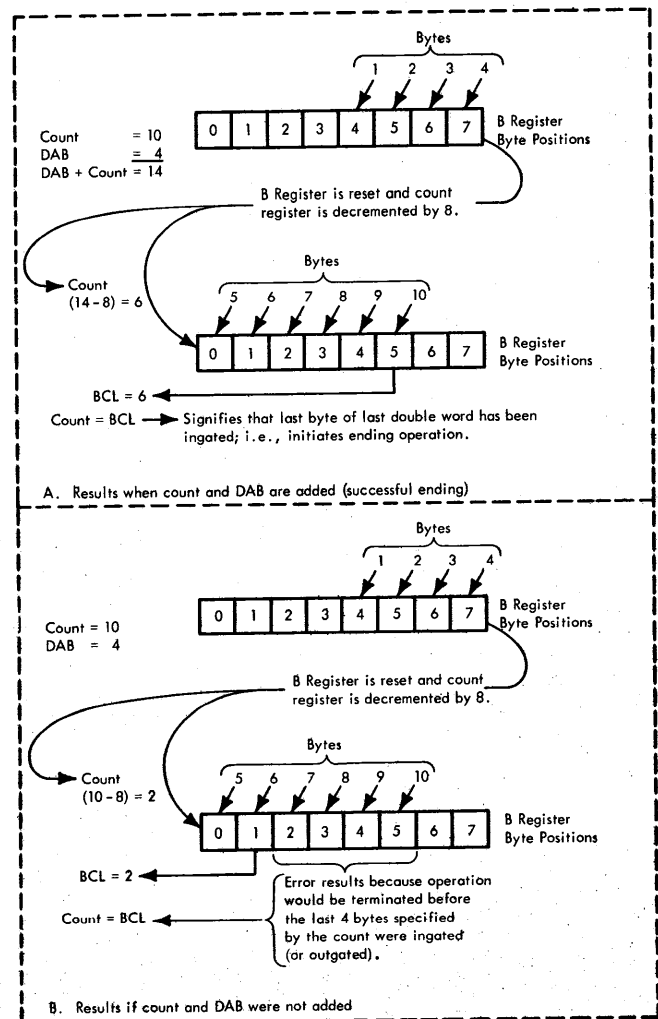 Bytes
1 2 3 4
0 1 2 3 4 5 6 7
B Register
Byte Positions
Count = 10
DAB = 4
DAB + Count = 14
B Register is reset and count
register is decremented by 8.
Count
(14-8) = 6
Bytes
5 6 7 8 9 10
0 1 2 3 4 5 6 7
B Register
Byte Positions
BCL = 6
Count = BCL
Signifies that last byte of last double word has been
ingated; i.e., initiates ending operation.
A. Results when count and DAB are added (successful ending)
Bytes
1 2 3 4
0 1 2 3 4 5 6 7
B Register
Byte Positions
Count = 10
DAB = 4
B Register is reset and count
register is decremented by 8.
Count
(10-8) = 2
Bytes
5 6 7 8 9 10
0 1 2 3 4 5 6 7
B Register
Byte Positions
BCL = 2
Count = BCL
Error results because operation
would be terminated before
the last 4 bytes specified
by the count were ingated
(or outgated).
B. Results if count and DAB were not added